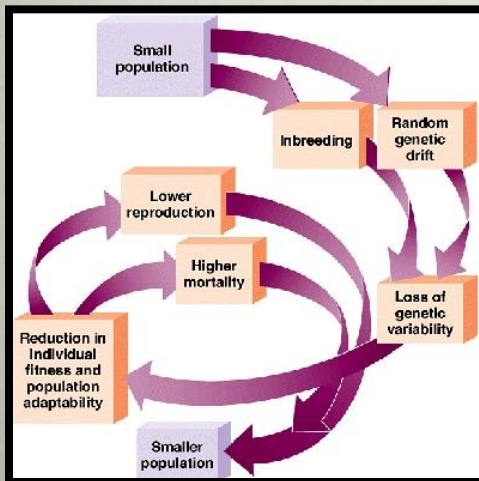 Small
population
Inbreeding
Random
genetic
drift
Lower
reproduction
Higher
mortality
Loss of
genetic
variability
Reduction in
individual
fitness and
population
adaptability
Smaller
population